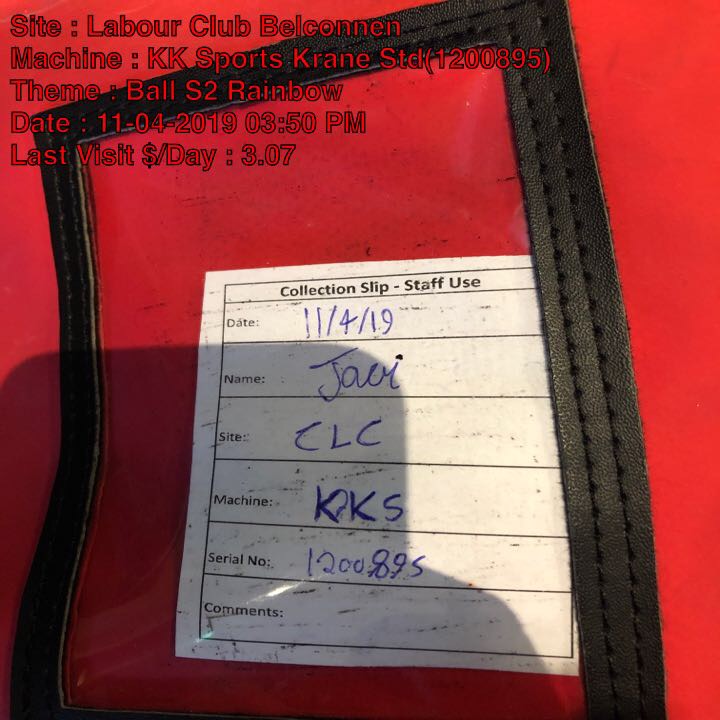 Site : Labour Club Belconnen
Machine : KK Sports Krane Std(1200895)
Theme : Ball S2 Rainbow
Date : 11-04-2019 03:50 PM
Last Visit $/Day : 3.07
Collection Slip - Staff Use
Date: 11/4/19
Name: Javi
Site: CLC
Machine: KKS
Serial No: 1200895
Comments: